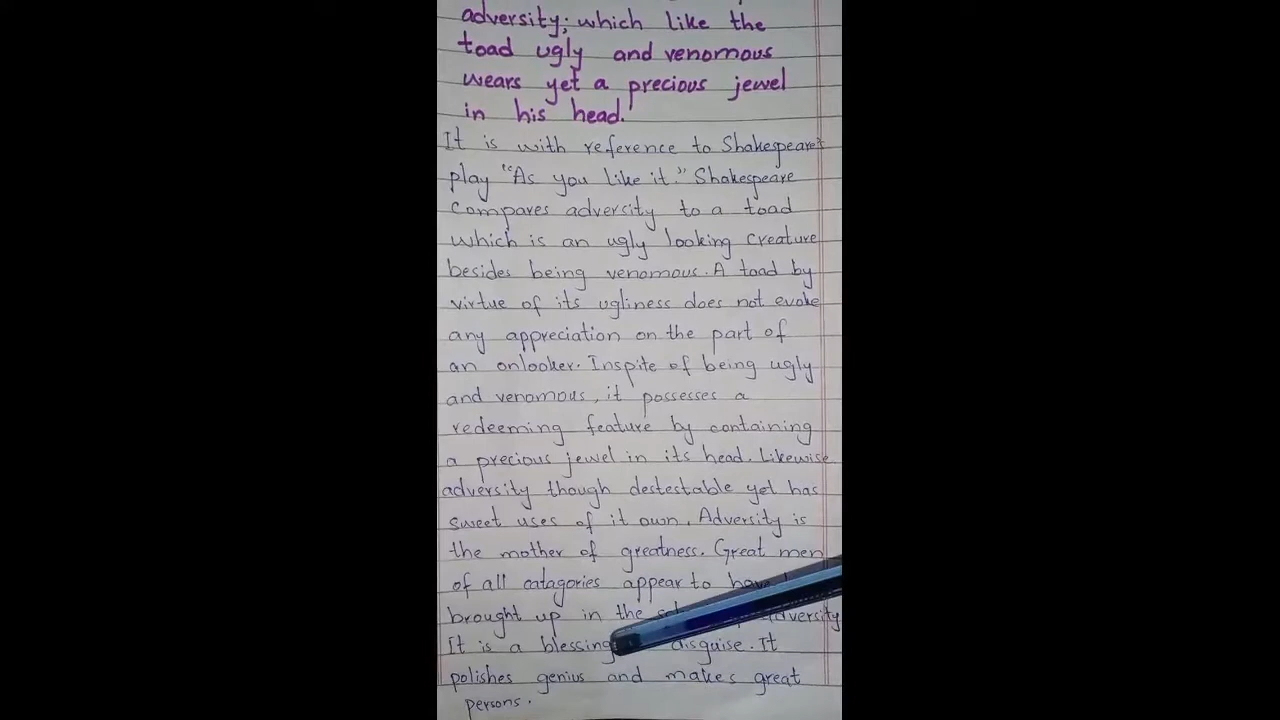 adversity; which like the
toad ugly and venomous
wears yet a precious jewel
in his head.
It is with reference to Shakespeare's
play "As you like it." Shakespeare
compares adversity to a toad
which is an ugly looking creature
besides being venomous. A toad by
virtue of its ugliness does not evoke
any appreciation on the part of
an onlooker. Inspite of being ugly
and venomous, it possesses a
redeeming feature by containing
a precious jewel in its head. Likewise
adversity though destestable yet has
sweet uses of it own. Adversity is
the mother of greatness. Great men
of all catagories appear to have
brought up in the adversity
It is a blessing disguise. It
polishes genius and makes great
persons.